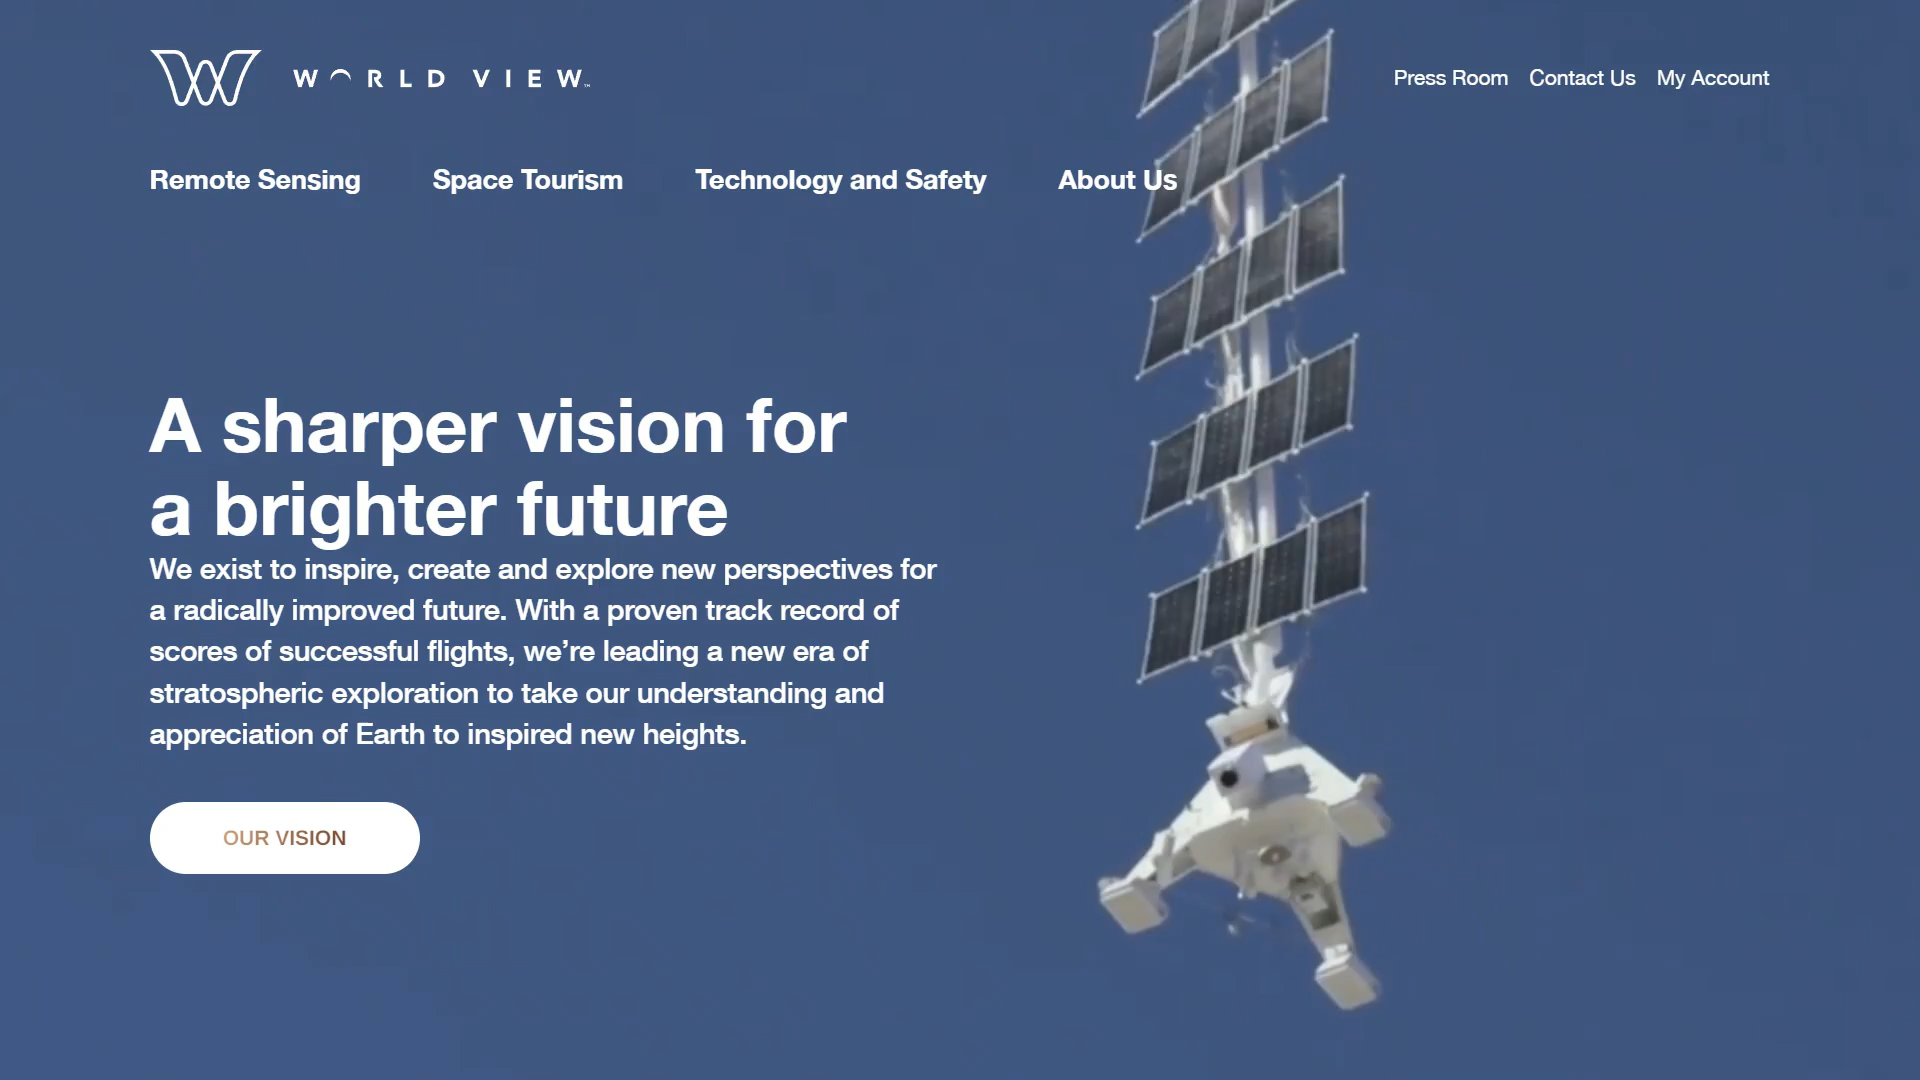 WORLD VIEW™
Press Room Contact Us My Account
Remote Sensing Space Tourism Technology and Safety About Us
A sharper vision for
a brighter future
We exist to inspire, create and explore new perspectives for
a radically improved future. With a proven track record of
scores of successful flights, we’re leading a new era of
stratospheric exploration to take our understanding and
appreciation of Earth to inspired new heights.
OUR VISION